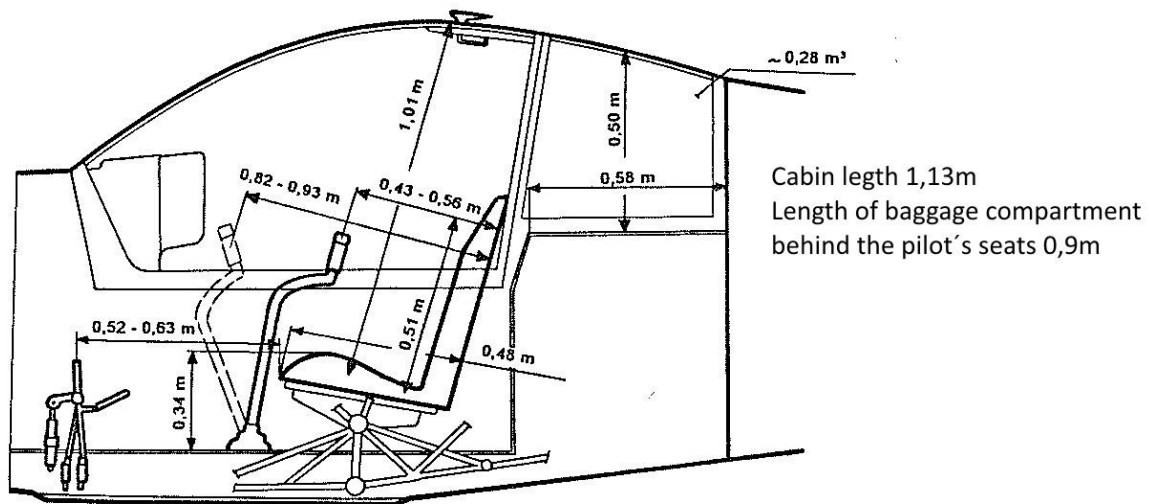 ~ 0,28 m³
1,01 m
0,50 m
0,58 m
0,82 - 0,93 m
0,43 - 0,56 m
Cabin legth 1,13m
Length of baggage compartment
behind the pilot´s seats 0,9m
0,52 - 0,63 m
0,51 m
0,48 m
0,34 m